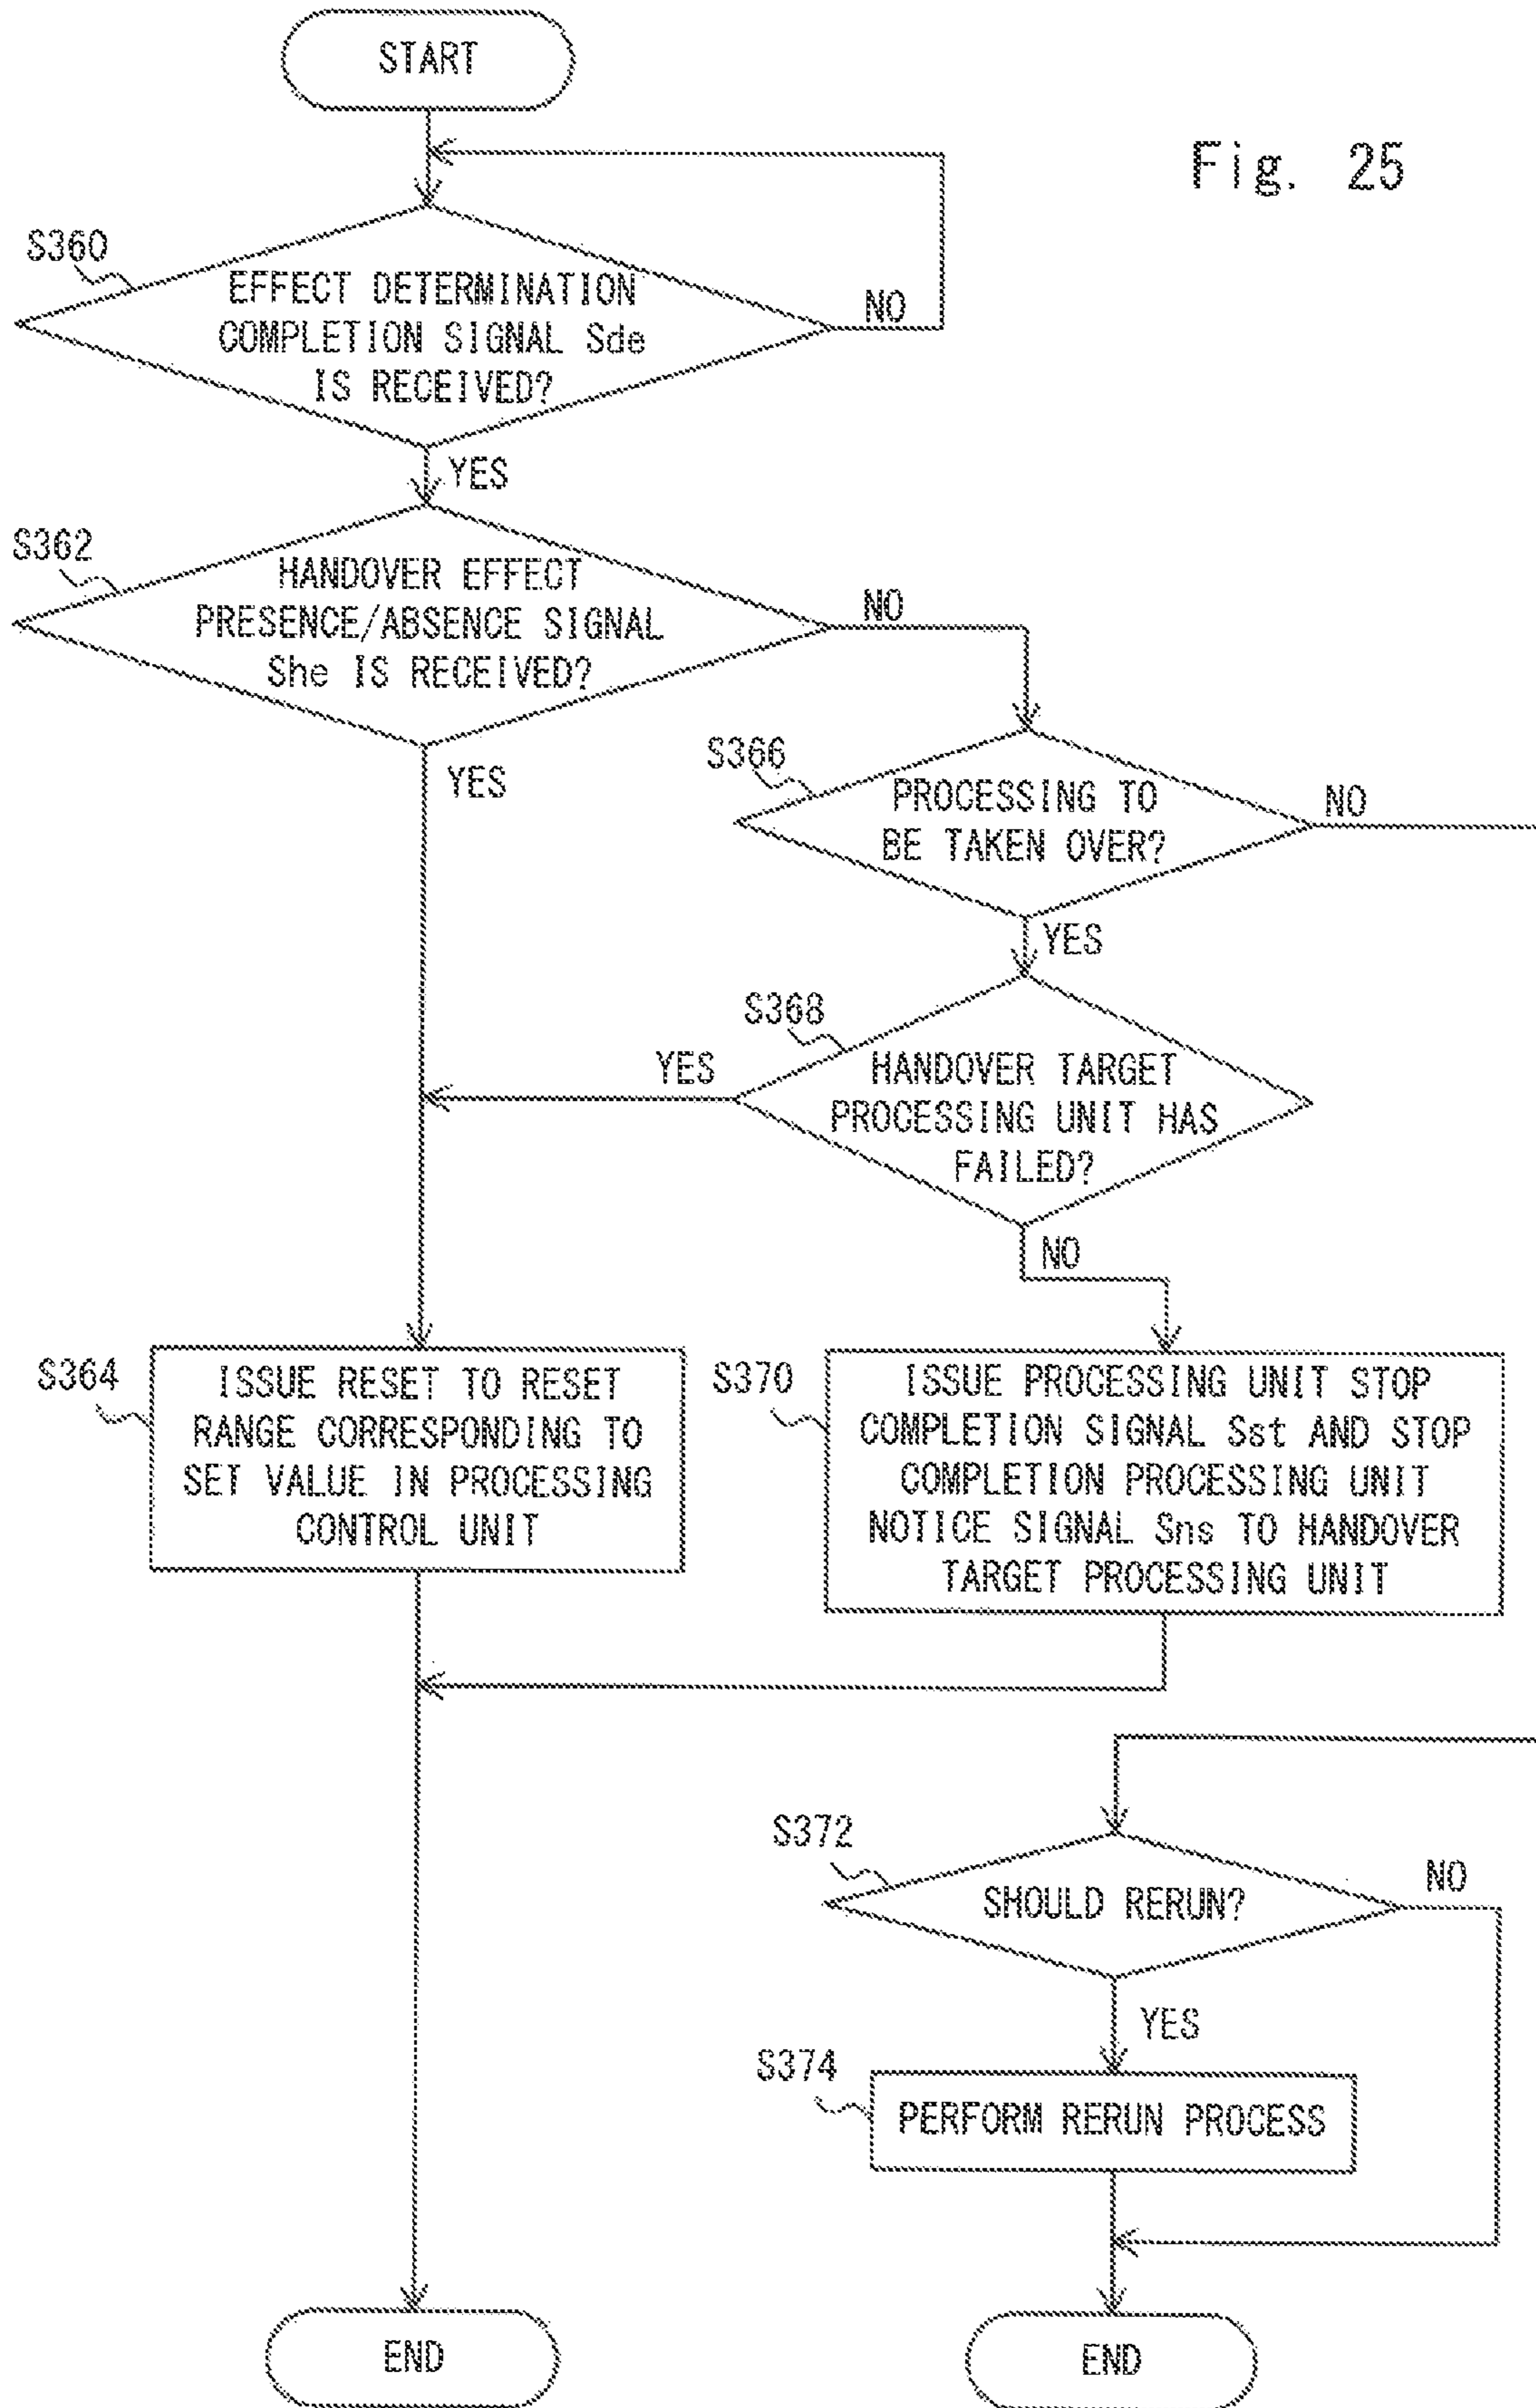 START
Fig. 25
S360
EFFECT DETERMINATION
COMPLETION SIGNAL Sde
IS RECEIVED?
NO
YES
S362
HANDOVER EFFECT
PRESENCE/ABSENCE SIGNAL
She IS RECEIVED?
NO
YES
S366
PROCESSING TO
BE TAKEN OVER?
NO
YES
S368
HANDOVER TARGET
PROCESSING UNIT HAS
FAILED?
YES
NO
S364
ISSUE RESET TO RESET
RANGE CORRESPONDING TO
SET VALUE IN PROCESSING
CONTROL UNIT
S370
ISSUE PROCESSING UNIT STOP
COMPLETION SIGNAL Sst AND STOP
COMPLETION PROCESSING UNIT
NOTICE SIGNAL Sns TO HANDOVER
TARGET PROCESSING UNIT
S372
SHOULD RERUN?
NO
YES
S374
PERFORM RERUN PROCESS
END
END